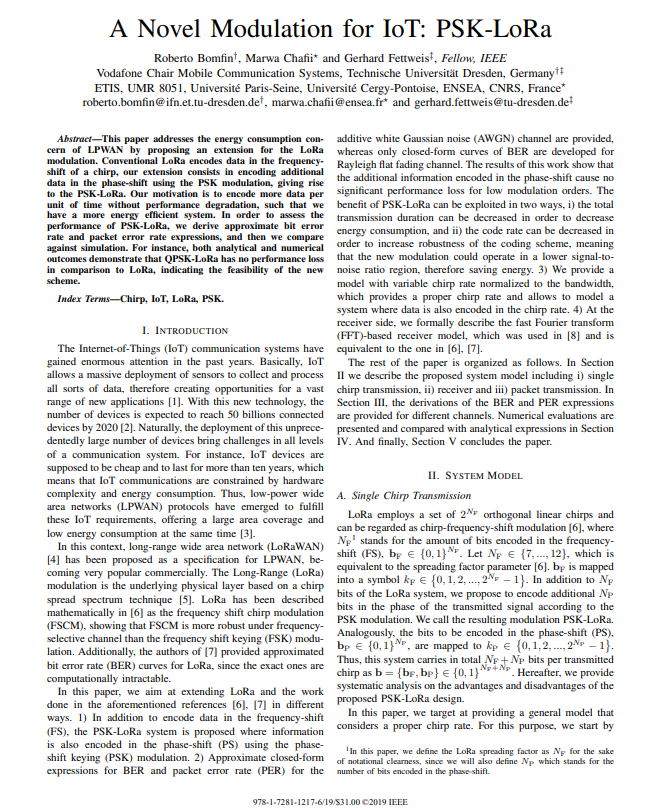 A Novel Modulation for IoT: PSK-LoRa
Roberto Bomfin†, Marwa Chafii⋆ and Gerhard Fettweis‡, Fellow, IEEE
Vodafone Chair Mobile Communication Systems, Technische Universität Dresden, Germany†‡
ETIS, UMR 8051, Université Paris-Seine, Université Cergy-Pontoise, ENSEA, CNRS, France⋆
roberto.bomfin@ifn.et.tu-dresden.de†, marwa.chafii@ensea.fr⋆ and gerhard.fettweis@tu-dresden.de‡
Abstract—This paper addresses the energy consumption con-
cern of LPWAN by proposing an extension for the LoRa
modulation. Conventional LoRa encodes data in the frequency-
shift of a chirp, our extension consists in encoding additional
data in the phase-shift using the PSK modulation, giving rise
to the PSK-LoRa. Our motivation is to encode more data per
unit of time without performance degradation, such that we
have a more energy efficient system. In order to assess the
performance of PSK-LoRa, we derive approximate bit error
rate and packet error rate expressions, and then we compare
against simulation. For instance, both analytical and numerical
outcomes demonstrate that QPSK-LoRa has no performance loss
in comparison to LoRa, indicating the feasibility of the new
scheme.
Index Terms—Chirp, IoT, LoRa, PSK.
I. INTRODUCTION
The Internet-of-Things (IoT) communication systems have
gained enormous attention in the past years. Basically, IoT
allows a massive deployment of sensors to collect and process
all sorts of data, therefore creating opportunities for a vast
range of new applications [1]. With this new technology, the
number of devices is expected to reach 50 billions connected
devices by 2020 [2]. Naturally, the deployment of this unprece-
dentedly large number of devices bring challenges in all levels
of a communication system. For instance, IoT devices are
supposed to be cheap and to last for more than ten years, which
means that IoT communications are constrained by hardware
complexity and energy consumption. Thus, low-power wide
area networks (LPWAN) protocols have emerged to fulfill
these IoT requirements, offering a large area coverage and
low energy consumption at the same time [3].
In this context, long-range wide area network (LoRaWAN)
[4] has been proposed as a specification for LPWAN, be-
coming very popular commercially. The Long-Range (LoRa)
modulation is the underlying physical layer based on a chirp
spread spectrum technique [5]. LoRa has been described
mathematically in [6] as the frequency shift chirp modulation
(FSCM), showing that FSCM is more robust under frequency-
selective channel than the frequency shift keying (FSK) modu-
lation. Additionally, the authors of [7] provided approximated
bit error rate (BER) curves for LoRa, since the exact ones are
computationally intractable.
In this paper, we aim at extending LoRa and the work
done in the aforementioned references [6], [7] in different
ways. 1) In addition to encode data in the frequency-shift
(FS), the PSK-LoRa system is proposed where information
is also encoded in the phase-shift (PS) using the phase-
shift keying (PSK) modulation. 2) Approximate closed-form
expressions for BER and packet error rate (PER) for the
additive white Gaussian noise (AWGN) channel are provided,
whereas only closed-form curves of BER are developed for
Rayleigh flat fading channel. The results of this work show that
the additional information encoded in the phase-shift cause no
significant performance loss for low modulation orders. The
benefit of PSK-LoRa can be exploited in two ways, i) the total
transmission duration can be decreased in order to decrease
energy consumption, and ii) the code rate can be decreased in
order to increase robustness of the coding scheme, meaning
that the new modulation could operate in a lower signal-to-
noise ratio region, therefore saving energy. 3) We provide a
model with variable chirp rate normalized to the bandwidth,
which provides a proper chirp rate and allows to model a
system where data is also encoded in the chirp rate. 4) At the
receiver side, we formally describe the fast Fourier transform
(FFT)-based receiver model, which was used in [8] and is
equivalent to the one in [6], [7].
The rest of the paper is organized as follows. In Section
II we describe the proposed system model including i) single
chirp transmission, ii) receiver and iii) packet transmission. In
Section III, the derivations of the BER and PER expressions
are provided for different channels. Numerical evaluations are
presented and compared with analytical expressions in Section
IV. And finally, Section V concludes the paper.
II. SYSTEM MODEL
A. Single Chirp Transmission
LoRa employs a set of 2^{N_F} orthogonal linear chirps and
can be regarded as chirp-frequency-shift modulation [6], where
N_F¹ stands for the amount of bits encoded in the frequency-
shift (FS), b_F ∈ {0,1}^{N_F}. Let N_F ∈ {7,...,12}, which is
equivalent to the spreading factor parameter [6]. b_F is mapped
into a symbol k_F ∈ {0,1,2,...,2^{N_F} − 1}. In addition to N_F
bits of the LoRa system, we propose to encode additional N_P
bits in the phase of the transmitted signal according to the
PSK modulation. We call the resulting modulation PSK-LoRa.
Analogously, the bits to be encoded in the phase-shift (PS),
b_P ∈ {0,1}^{N_P}, are mapped to k_P ∈ {0,1,2,...,2^{N_P} − 1}.
Thus, this system carries in total N_F + N_P bits per transmitted
chirp as b = {b_F, b_P} ∈ {0,1}^{N_F+N_P}. Hereafter, we provide
systematic analysis on the advantages and disadvantages of the
proposed PSK-LoRa design.
In this paper, we target at providing a general model that
considers a proper chirp rate. For this purpose, we start by
¹In this paper, we define the LoRa spreading factor as N_F for the sake
of notational clearness, since we will also define N_P which stands for the
number of bits encoded in the phase-shift.
978-1-7281-1217-6/19/$31.00 ©2019 IEEE